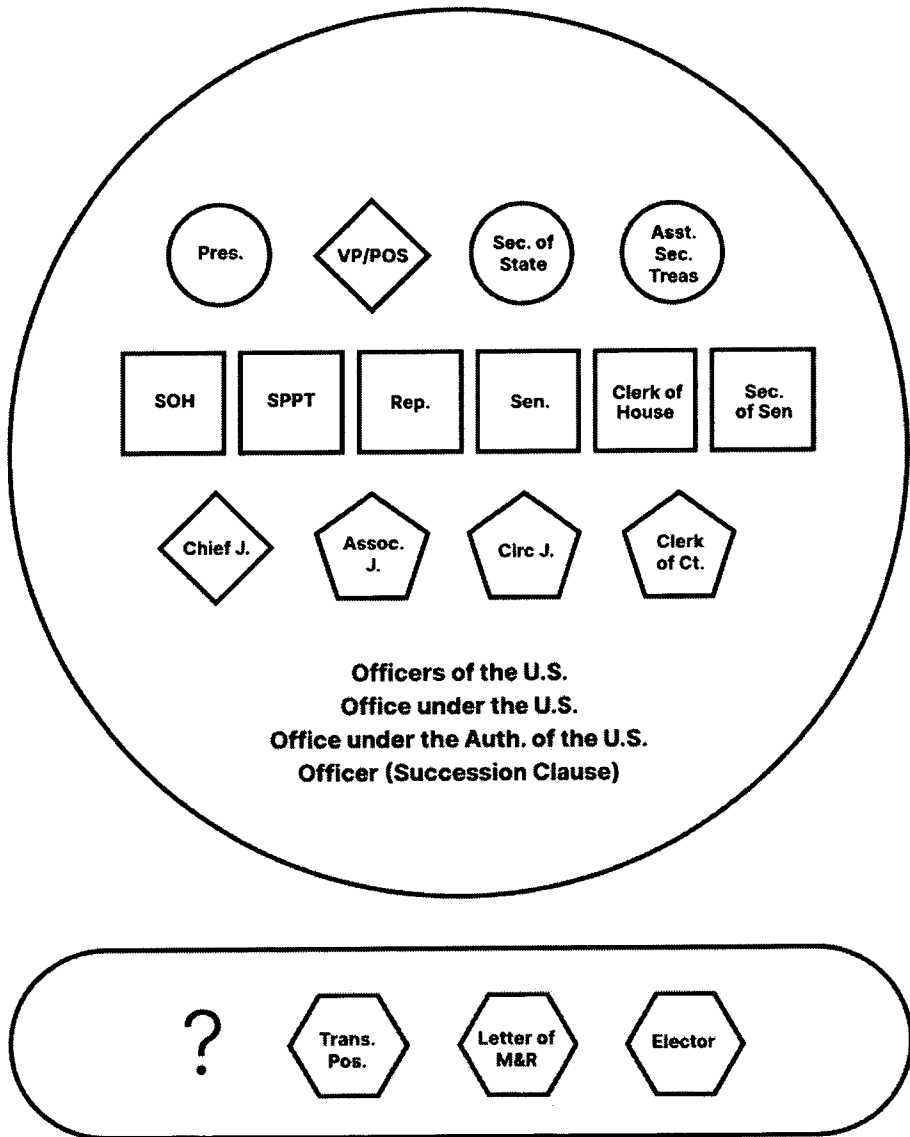 Pres.
VP/POS
Sec. of
State
Asst.
Sec.
Treas
SOH
SPPT
Rep.
Sen.
Clerk of
House
Sec.
of Sen
Chief J.
Assoc.
J.
Circ J.
Clerk
of Ct.
Officers of the U.S.
Office under the U.S.
Office under the Auth. of the U.S.
Officer (Succession Clause)
?
Trans.
Pos.
Letter of
M&R
Elector